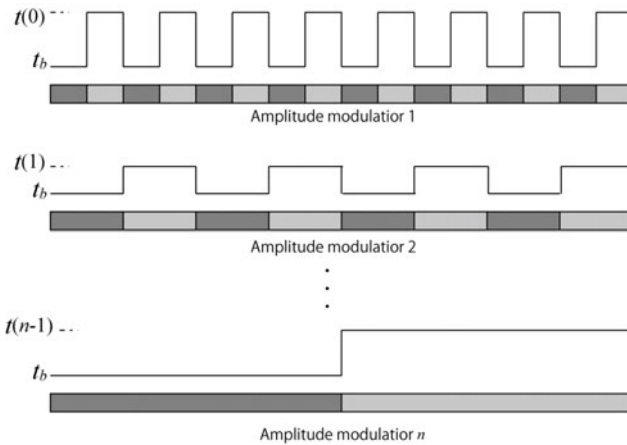 t(0)
t_b
Amplitude modulatior 1
t(1)
t_b
Amplitude modulatior 2
t(n-1)
t_b
Amplitude modulatior n